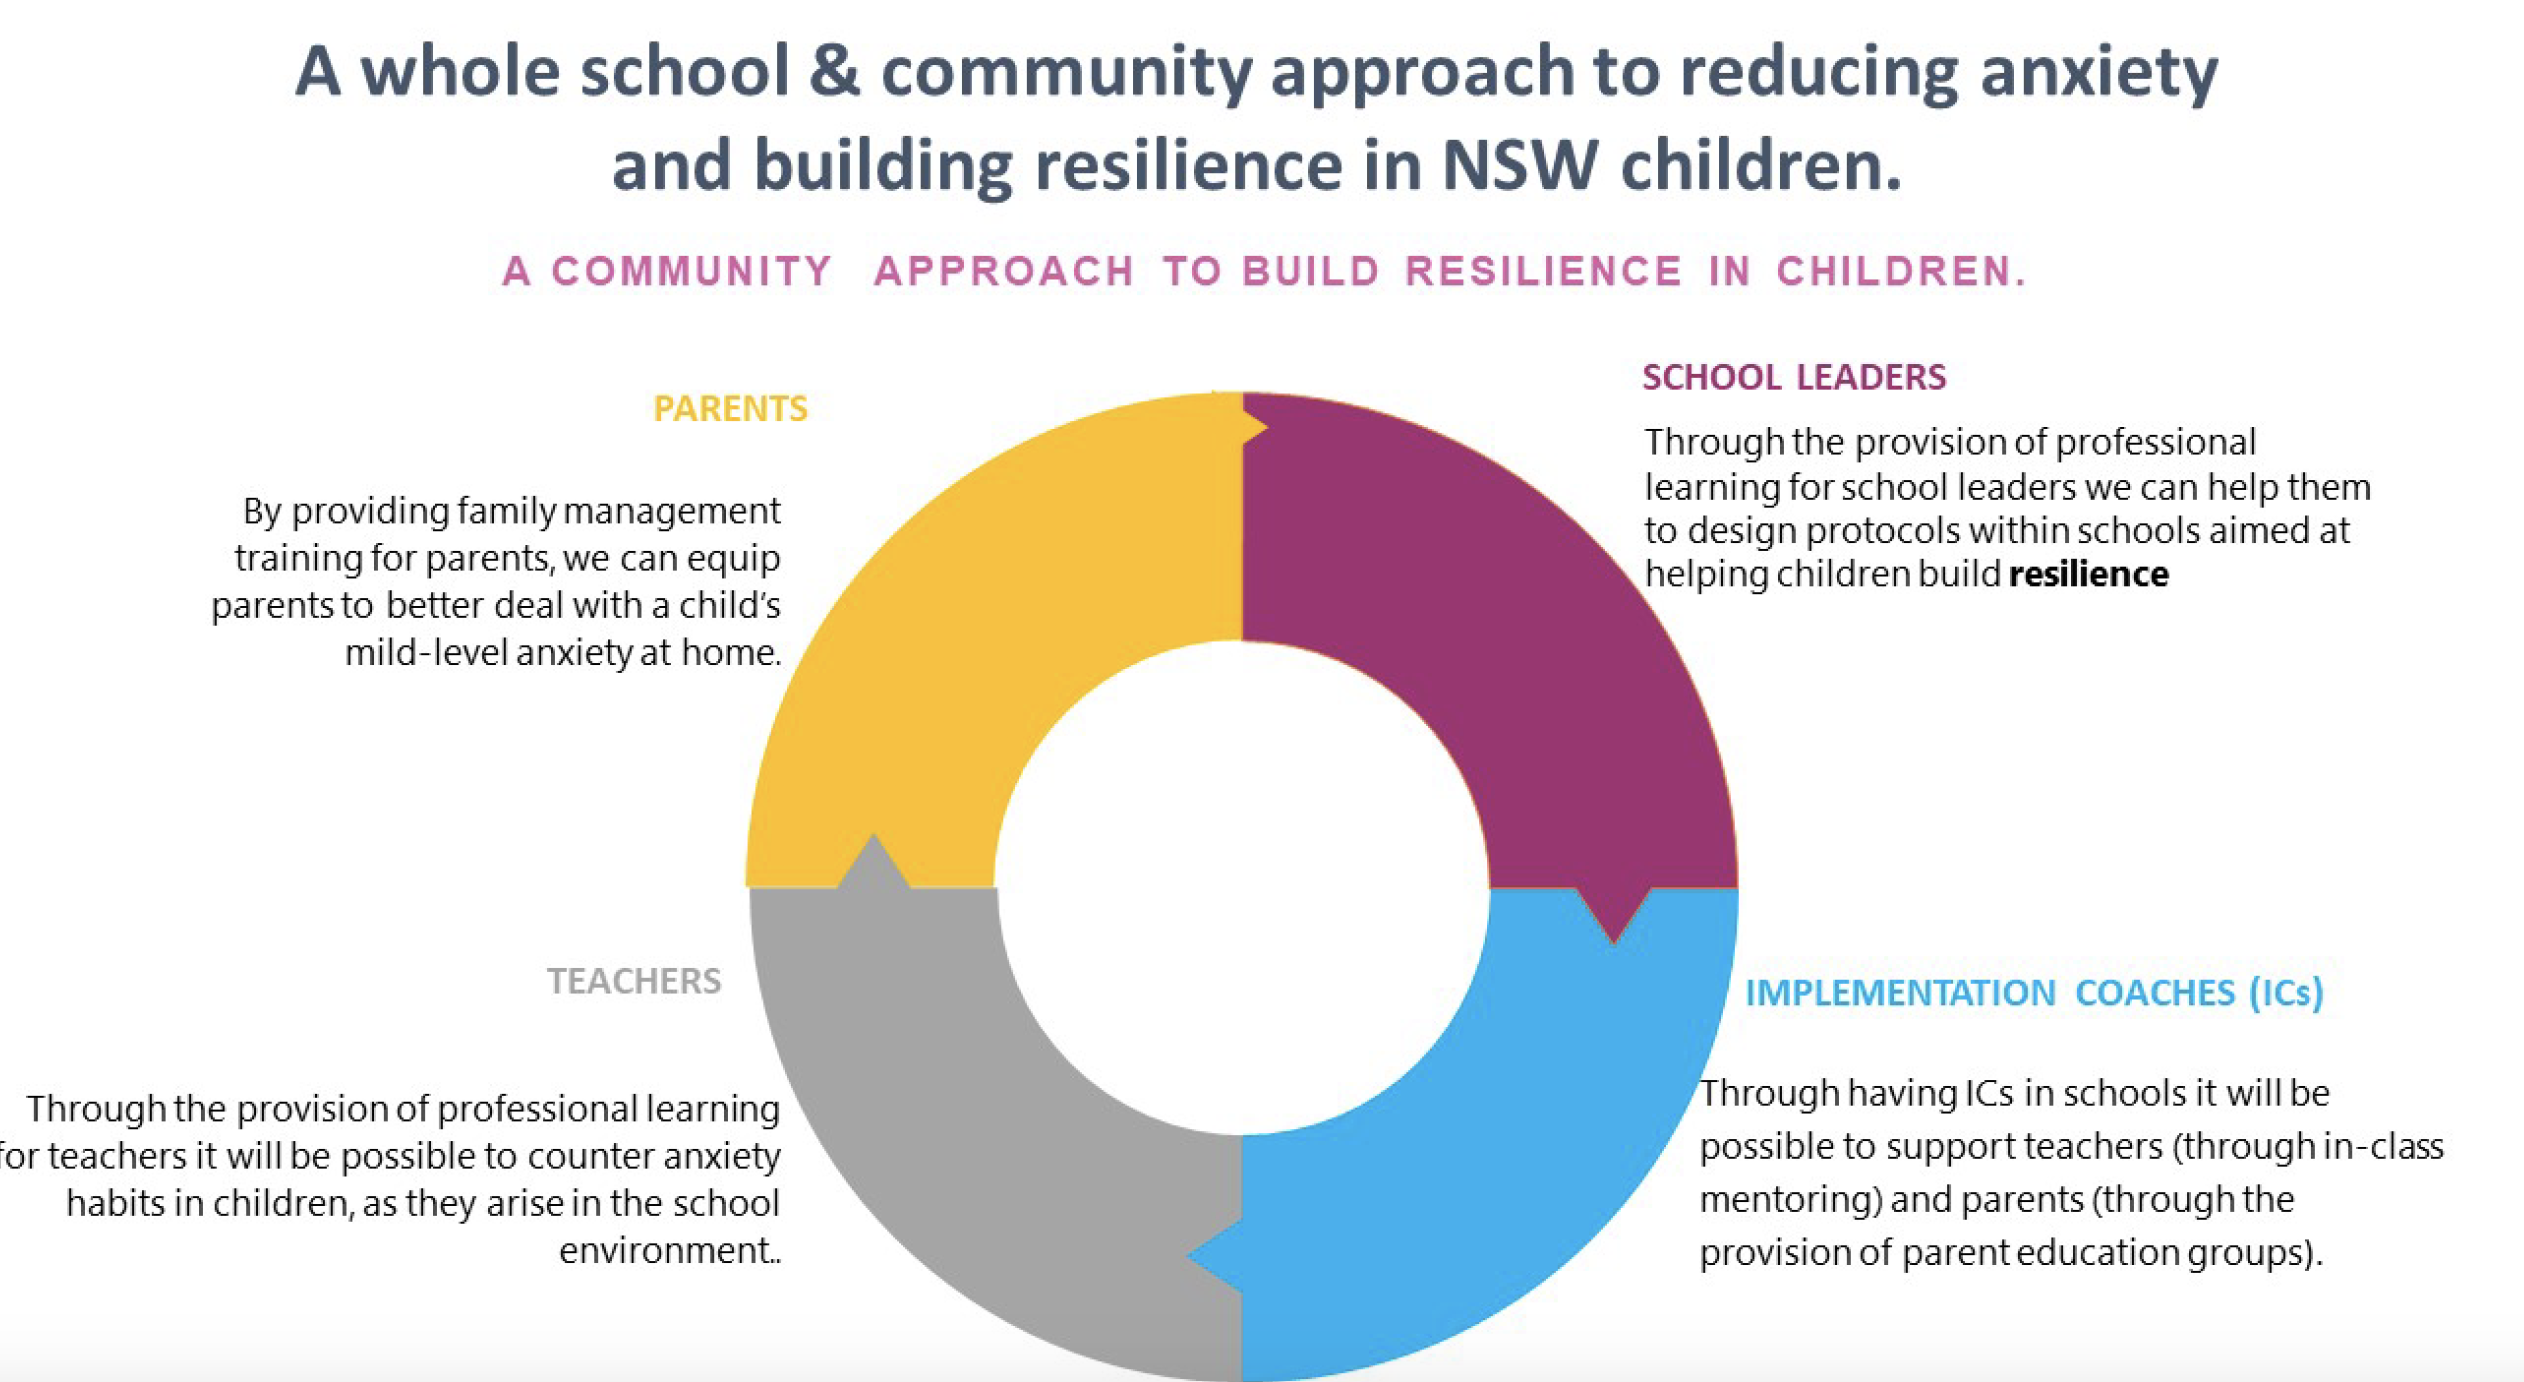 A whole school & community approach to reducing anxiety
and building resilience in NSW children.
A COMMUNITY APPROACH TO BUILD RESILIENCE IN CHILDREN.
PARENTS
By providing family management
training for parents, we can equip
parents to better deal with a child's
mild-level anxiety at home.
SCHOOL LEADERS
Through the provision of professional
learning for school leaders we can help them
to design protocols within schools aimed at
helping children build resilience
TEACHERS
Through the provision of professional learning
for teachers it will be possible to counter anxiety
habits in children, as they arise in the school
environment..
IMPLEMENTATION COACHES (ICs)
Through having ICs in schools it will be
possible to support teachers (through in-class
mentoring) and parents (through the
provision of parent education groups).